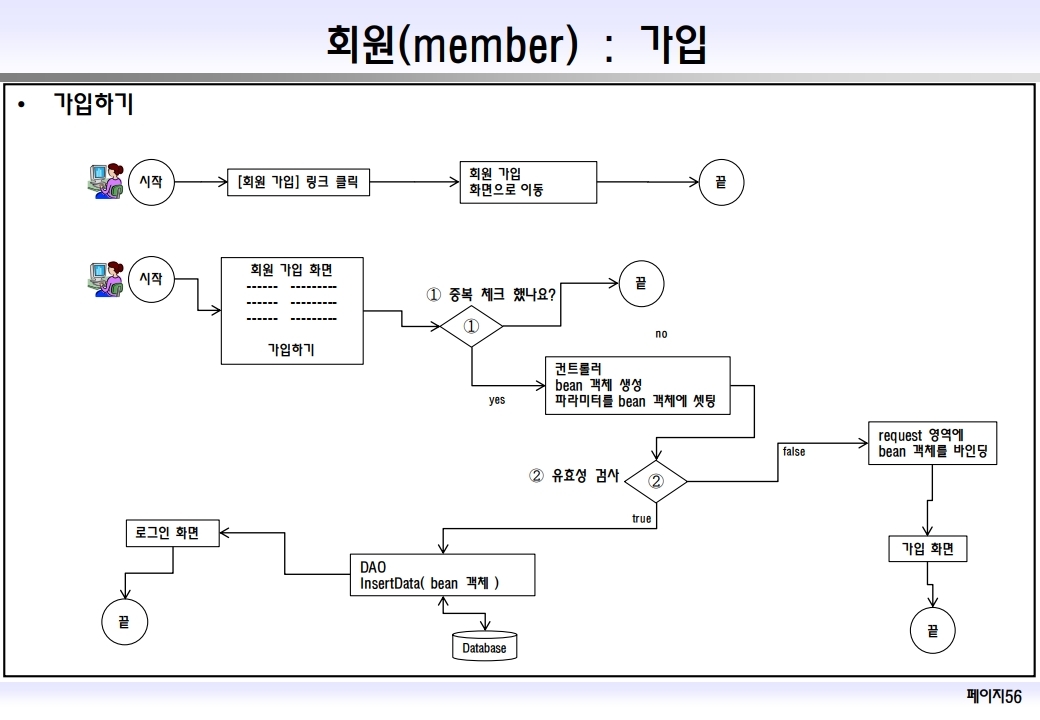 회원(member) : 가입
• 가입하기
시작
[회원 가입] 링크 클릭
회원 가입
화면으로 이동
끝
시작
회원 가입 화면
------ ---------
------ ---------
------ ---------
가입하기
① 중복 체크 했나요?
①
끝
no
yes
컨트롤러
bean 객체 생성
파라미터를 bean 객체에 셋팅
② 유효성 검사
②
false
request 영역에
bean 객체를 바인딩
true
로그인 화면
가입 화면
DAO
InsertData( bean 객체 )
끝
끝
Database
페이지56